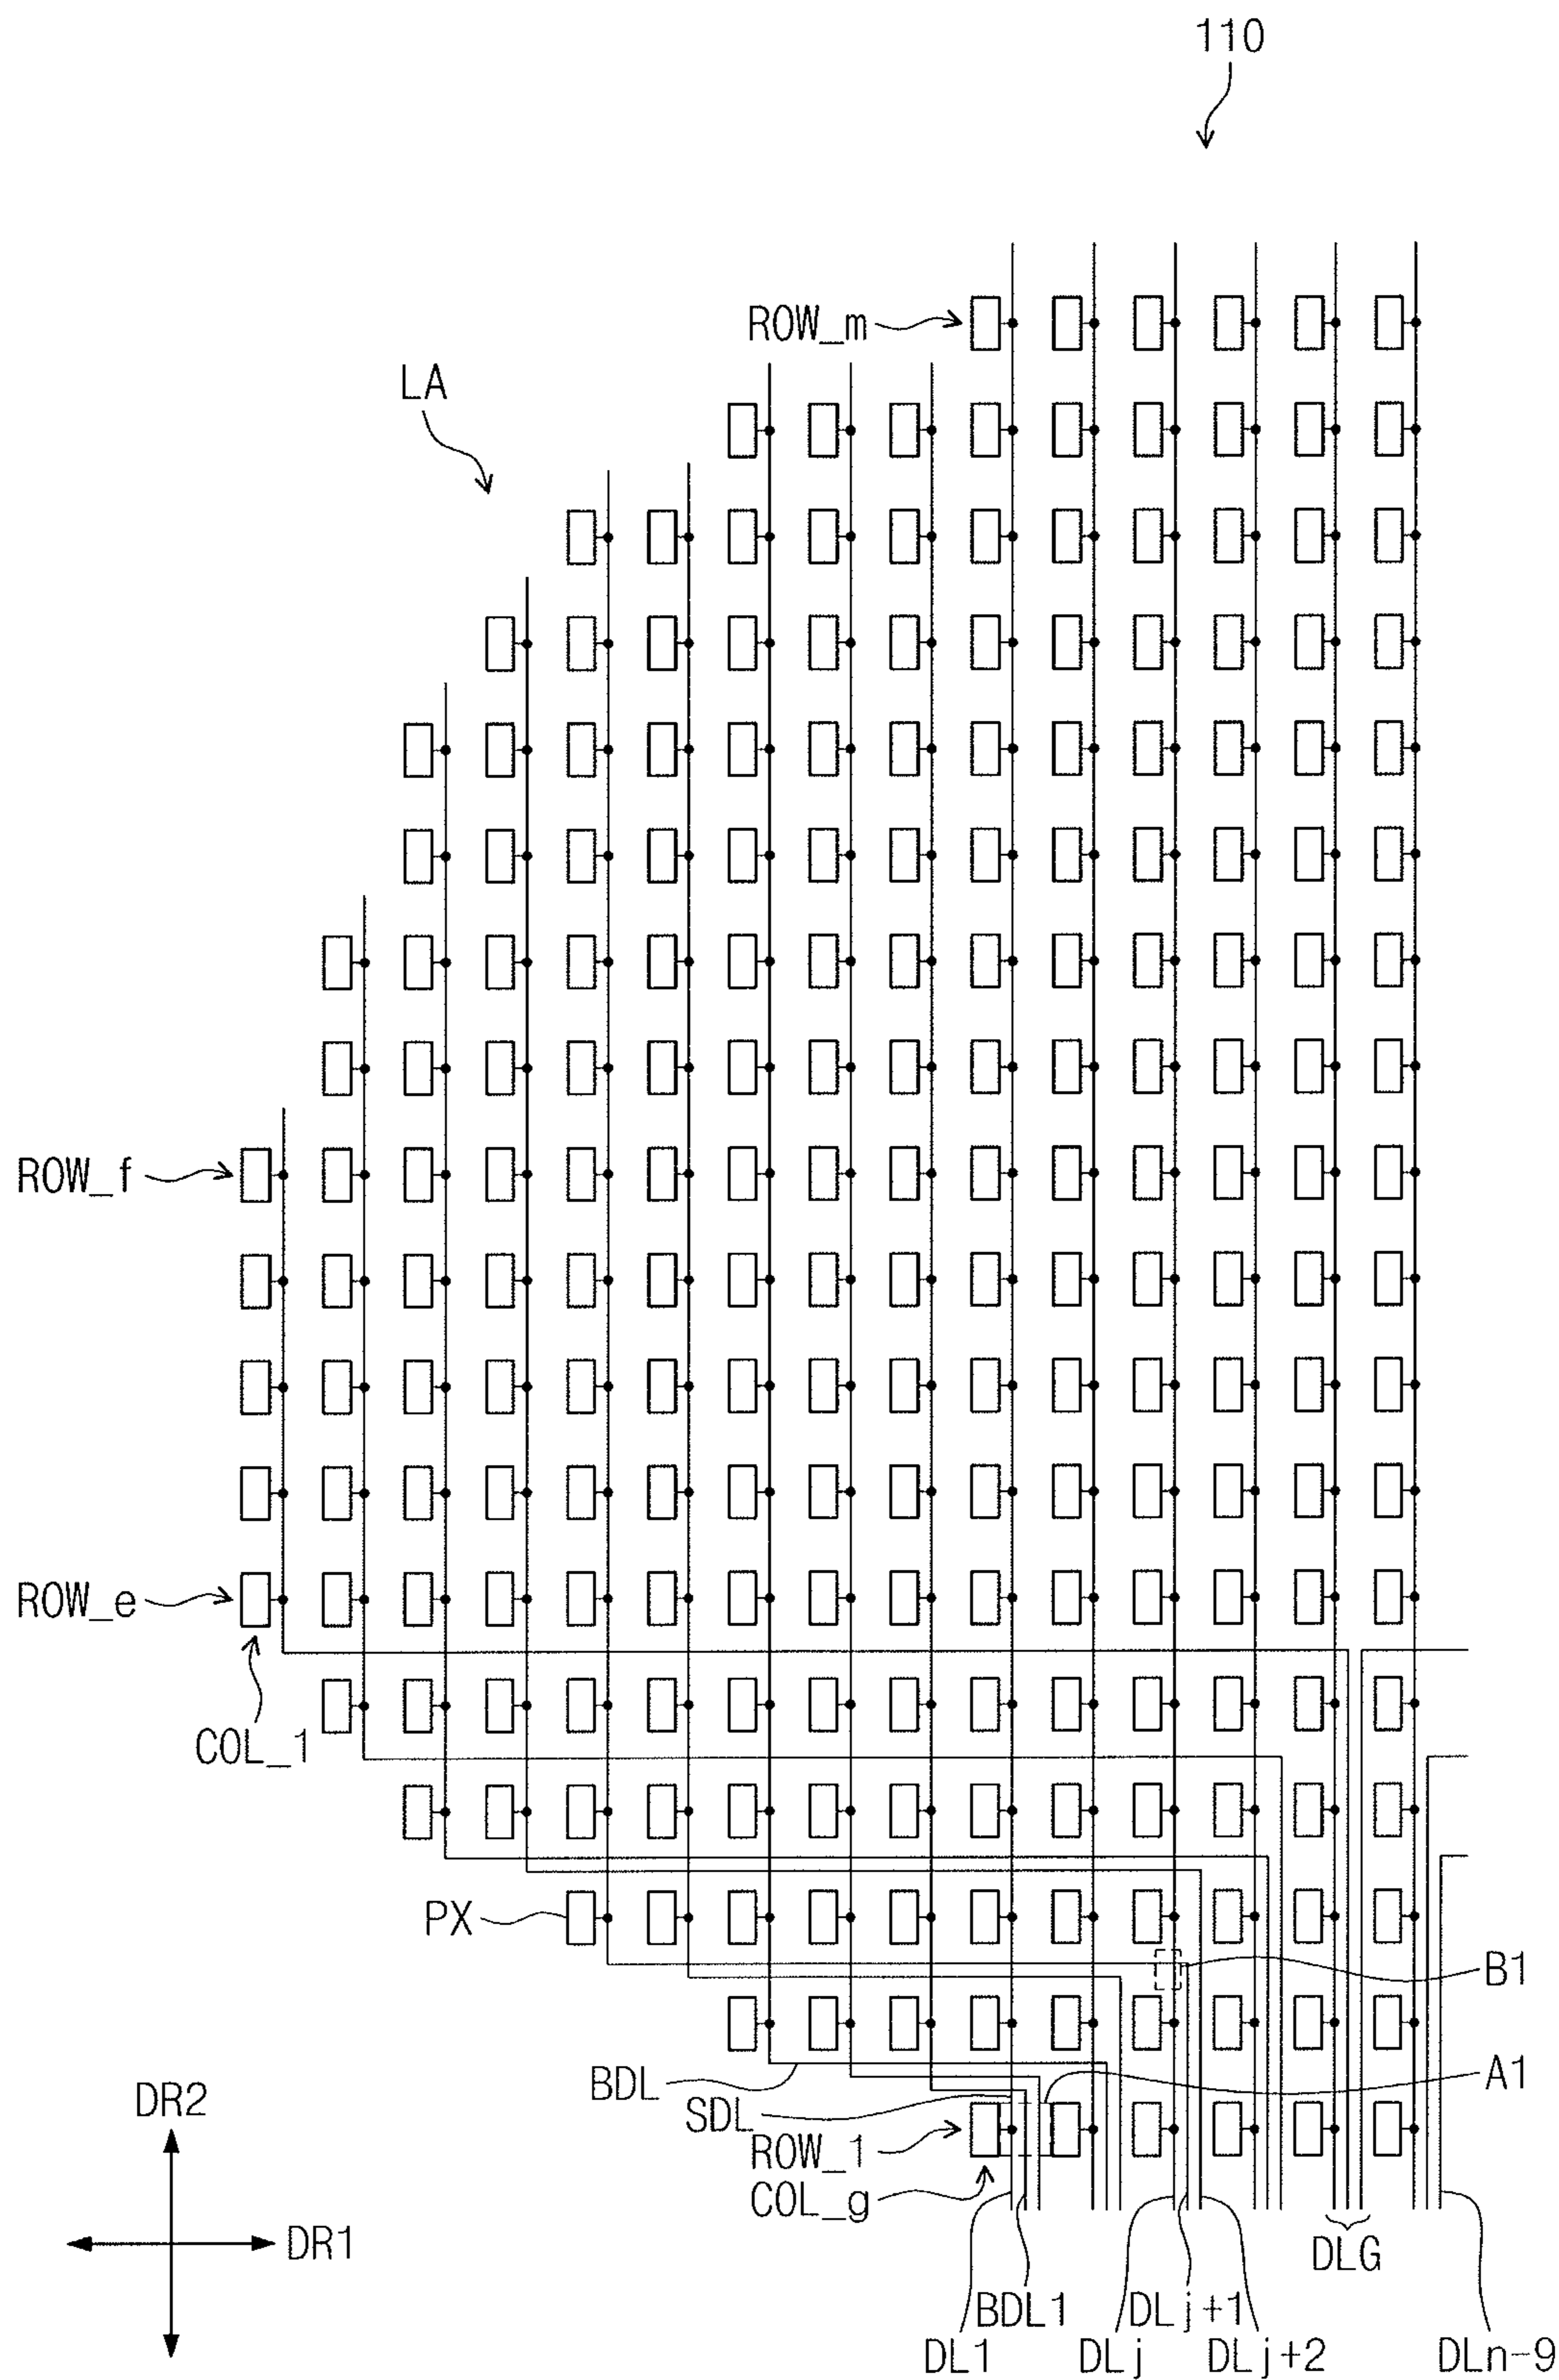 110
ROW_m
LA
ROW_f
ROW_e
COL_1
PX
B1
BDL
A1
SDL
DR2
ROW_1
COL_g
DR1
DLG
BDL1
DLj+1
DL1
DLj
DLj+2
DLn-9